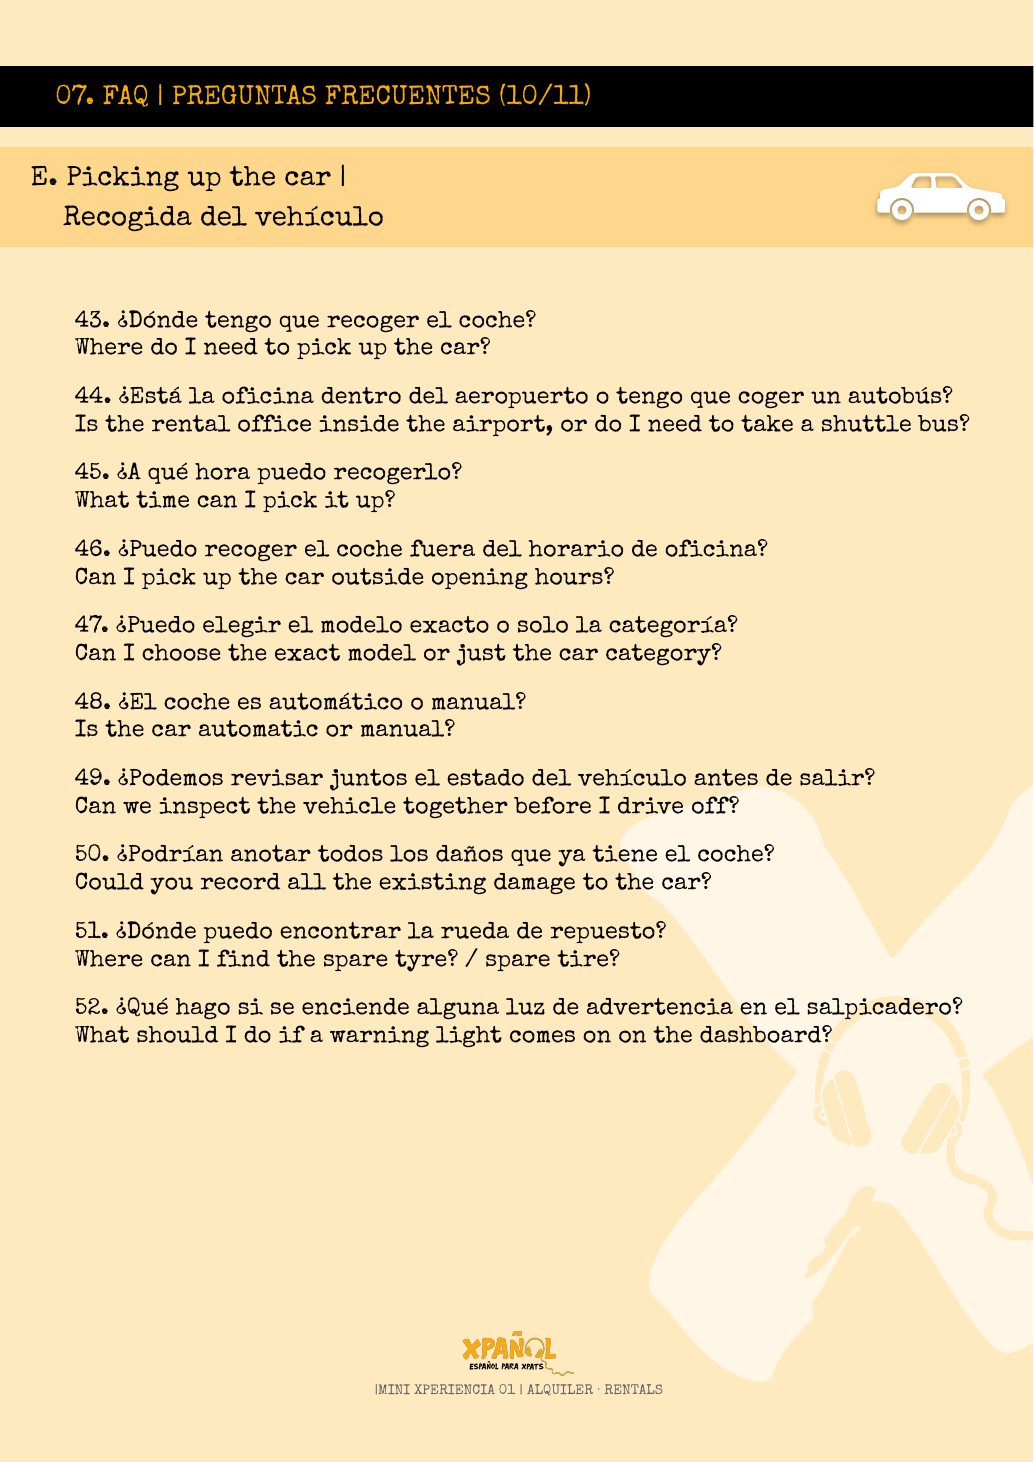 07. FAQ | PREGUNTAS FRECUENTES (10/11)
E. Picking up the car |
Recogida del vehículo
43. ¿Dónde tengo que recoger el coche?
Where do I need to pick up the car?
44. ¿Está la oficina dentro del aeropuerto o tengo que coger un autobús?
Is the rental office inside the airport, or do I need to take a shuttle bus?
45. ¿A qué hora puedo recogerlo?
What time can I pick it up?
46. ¿Puedo recoger el coche fuera del horario de oficina?
Can I pick up the car outside opening hours?
47. ¿Puedo elegir el modelo exacto o solo la categoría?
Can I choose the exact model or just the car category?
48. ¿El coche es automático o manual?
Is the car automatic or manual?
49. ¿Podemos revisar juntos el estado del vehículo antes de salir?
Can we inspect the vehicle together before I drive off?
50. ¿Podrían anotar todos los daños que ya tiene el coche?
Could you record all the existing damage to the car?
51. ¿Dónde puedo encontrar la rueda de repuesto?
Where can I find the spare tyre? / spare tire?
52. ¿Qué hago si se enciende alguna luz de advertencia en el salpicadero?
What should I do if a warning light comes on on the dashboard?
XPAÑOL
ESPAÑOL PARA XPATS
|MINI XPERIENCIA 01 | ALQUILER · RENTALS